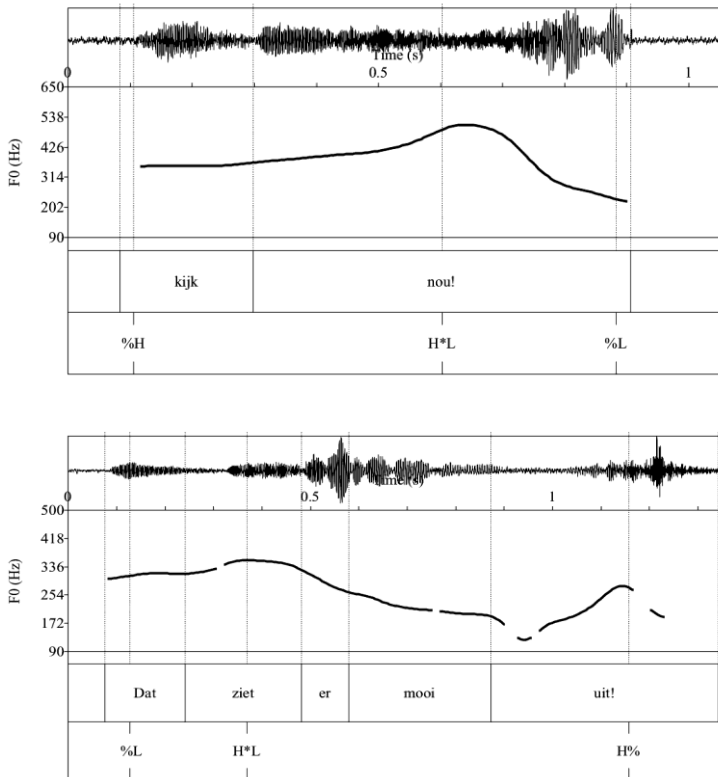 Time (s)
0 0.5 1
650
538
426
314
202
90
F0 (Hz)
kijk nou!
%H H*L %L
Time (s)
0 0.5 1
500
418
336
254
172
90
F0 (Hz)
Dat ziet er mooi uit!
%L H*L H%